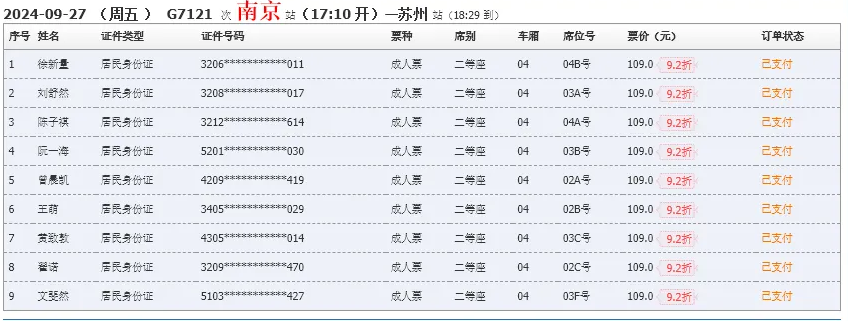 2024-09-27 （周五 ） G7121 次 南京 站（17:10 开）—苏州 站（18:29 到）
序号 姓名 证件类型 证件号码 票种 席别 车厢 席位号 票价（元） 订单状态
1 徐新量 居民身份证 3206************011 成人票 二等座 04 04B号 109.0 9.2折 已支付
2 刘舒然 居民身份证 3208************017 成人票 二等座 04 03A号 109.0 9.2折 已支付
3 陈子祺 居民身份证 3212************614 成人票 二等座 04 04A号 109.0 9.2折 已支付
4 阮一海 居民身份证 5201************030 成人票 二等座 04 03B号 109.0 9.2折 已支付
5 曾晨凯 居民身份证 4209************419 成人票 二等座 04 02A号 109.0 9.2折 已支付
6 王萌 居民身份证 3405************029 成人票 二等座 04 02B号 109.0 9.2折 已支付
7 黄致敦 居民身份证 4305************014 成人票 二等座 04 03C号 109.0 9.2折 已支付
8 翟诺 居民身份证 3209************470 成人票 二等座 04 02C号 109.0 9.2折 已支付
9 文斐然 居民身份证 5103************427 成人票 二等座 04 03F号 109.0 9.2折 已支付